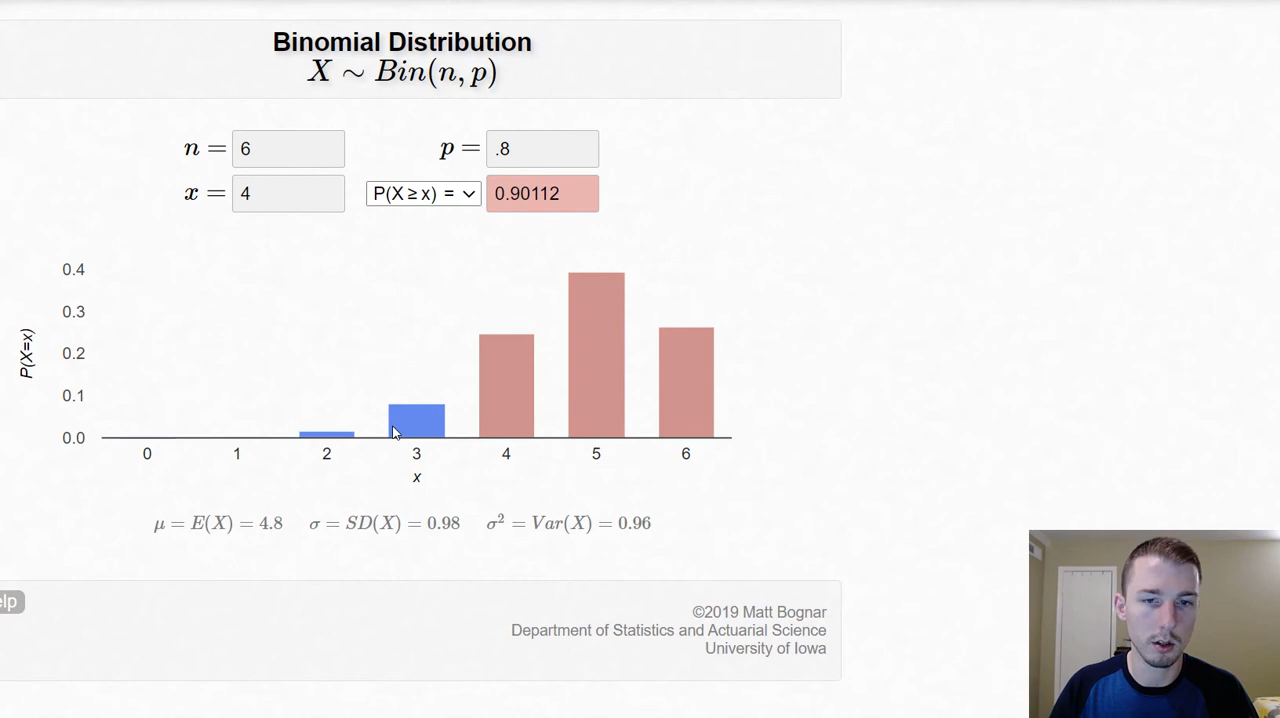 Binomial Distribution
X ∼ Bin(n, p)
n = 6
p = .8
x = 4
P(X ≥ x) = 0.90112
0.4
0.3
0.2
0.1
0.0
P(X=x)
0 1 2 3 4 5 6
x
μ = E(X) = 4.8 σ = SD(X) = 0.98 σ² = Var(X) = 0.96
elp
©2019 Matt Bognar
Department of Statistics and Actuarial Science
University of Iowa